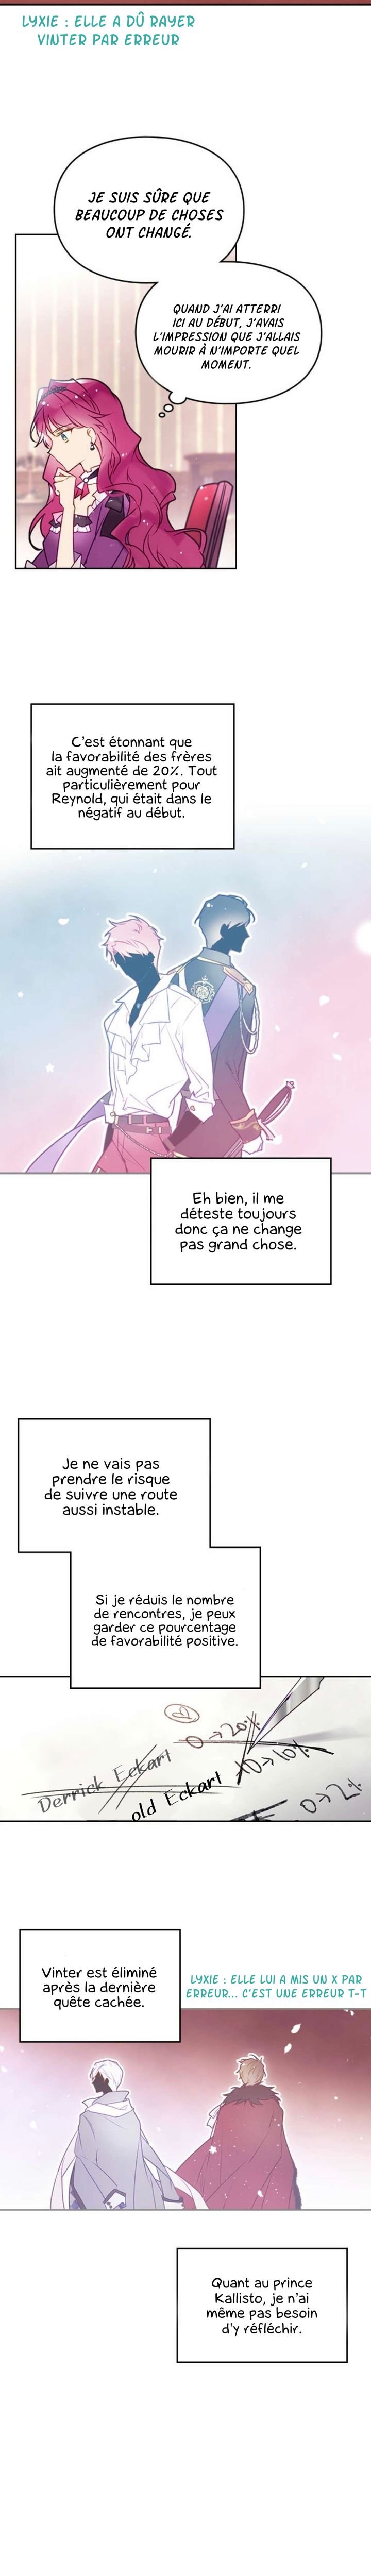 LYXIE : ELLE A DÛ RAYER
VINTER PAR ERREUR
JE SUIS SÛRE QUE
BEAUCOUP DE CHOSES
ONT CHANGÉ.
QUAND J'AI ATTERRI
ICI AU DÉBUT, J'AVAIS
L'IMPRESSION QUE J'ALLAIS
MOURIR À N'IMPORTE QUEL
MOMENT.
C'est étonnant que
la favorabilité des frères
ait augmenté de 20%. Tout
particulièrement pour
Reynold, qui était dans le
négatif au début.
Eh bien, il me
déteste toujours
donc ça ne change
pas grand chose.
Je ne vais pas
prendre le risque
de suivre une route
aussi instable.
Si je réduis le nombre
de rencontres, je peux
garder ce pourcentage
de favorabilité positive.
Derrick Eckart 0→20%
old Eckart →10%
0→2%
Vinter est éliminé
après la dernière
quête cachée.
LYXIE : ELLE LUI A MIS UN X PAR
ERREUR... C'EST UNE ERREUR T-T
Quant au prince
Kallisto, je n'ai
même pas besoin
d'y réfléchir.